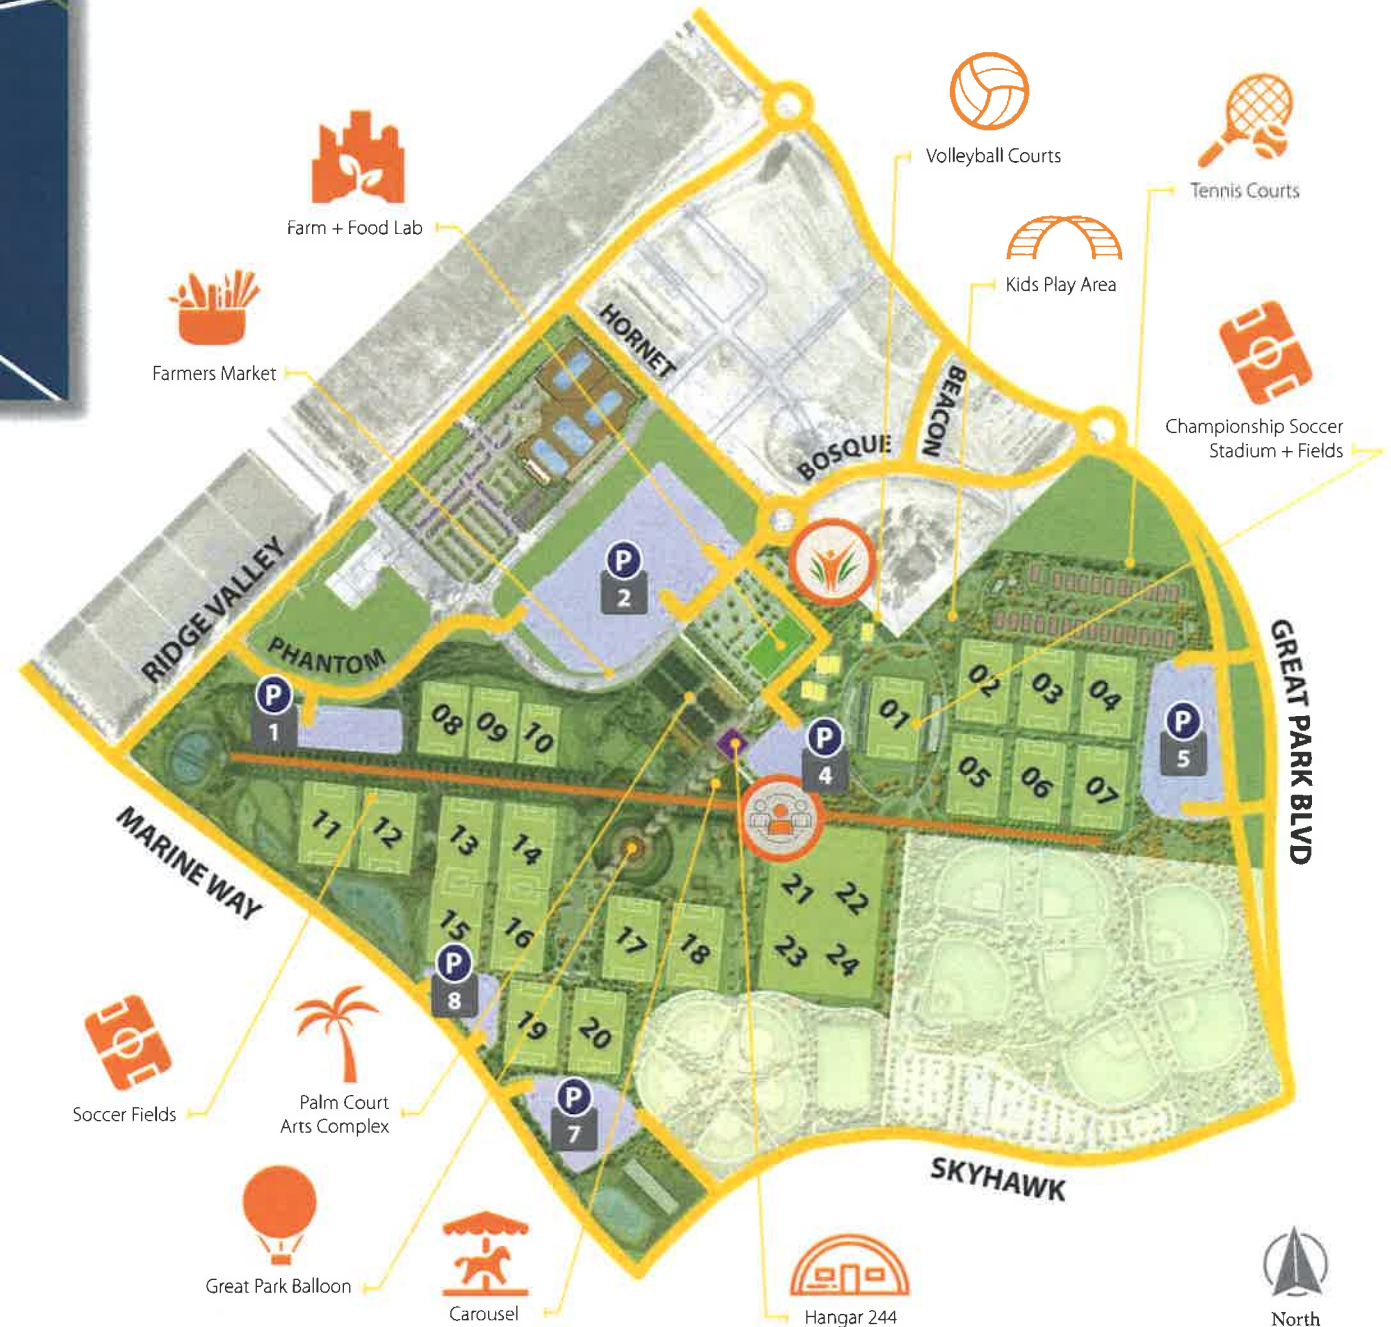 Volleyball Courts
Tennis Courts
Farm + Food Lab
Kids Play Area
HORNET
Farmers Market
BEACON
Championship Soccer
Stadium + Fields
BOSQUE
RIDGE VALLEY
P
2
PHANTOM
GREAT PARK BLVD
P
1
08
09
10
01
02
03
04
P
4
P
5
05
06
07
MARINE WAY
11
12
13
14
15
16
17
18
21
22
23
24
P
8
19
20
Soccer Fields
Palm Court
Arts Complex
P
7
SKYHAWK
Great Park Balloon
Carousel
Hangar 244
North